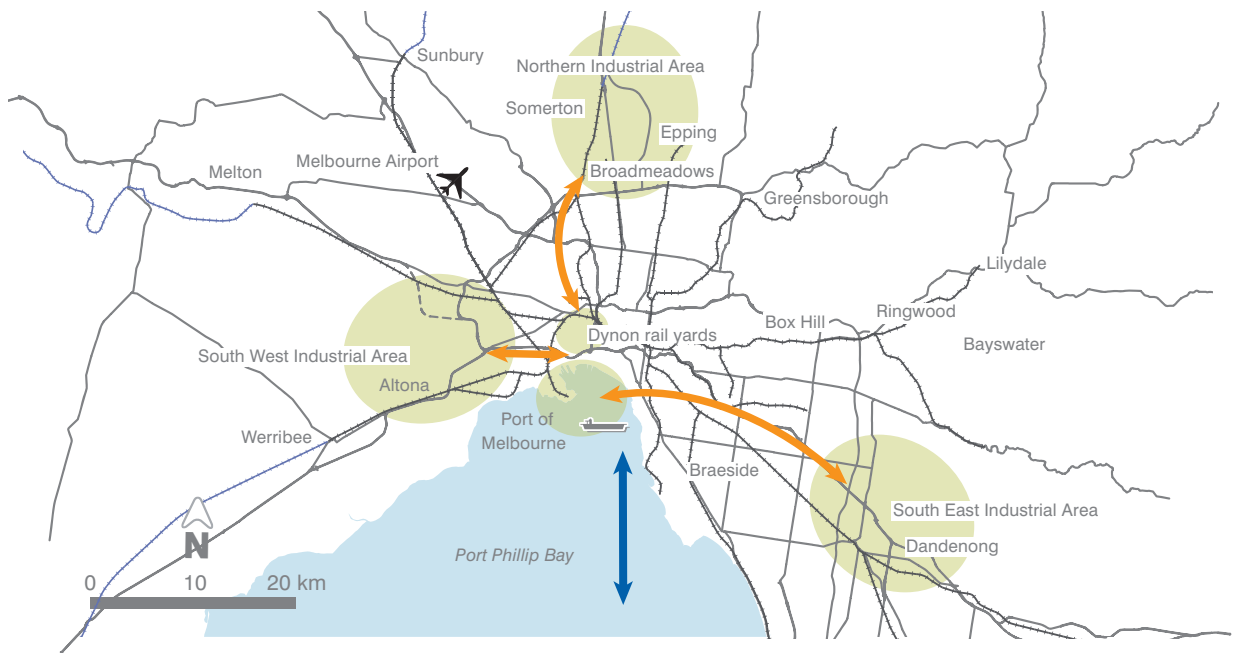 Sunbury
Northern Industrial Area
Somerton
Epping
Melbourne Airport
Melton
Broadmeadows
Greensborough
Lilydale
Ringwood
Box Hill
Dynon rail yards
Bayswater
South West Industrial Area
Altona
Port of
Melbourne
Werribee
Braeside
South East Industrial Area
Dandenong
Port Phillip Bay
N
0 10 20 km